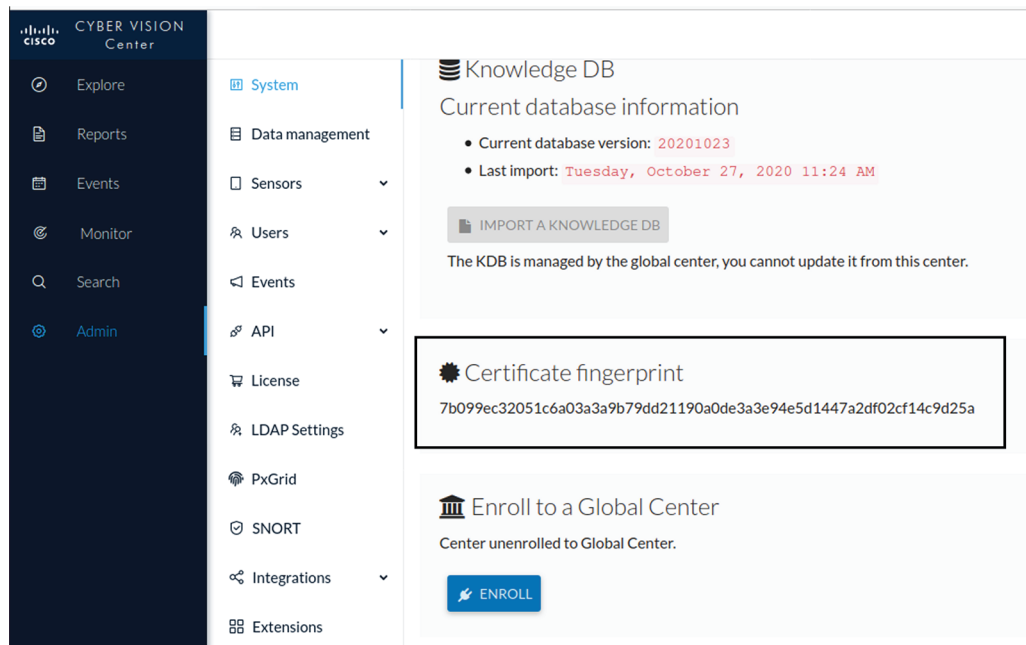 CISCO
CYBER VISION
Center
Explore
Reports
Events
Monitor
Search
Admin
System
Data management
Sensors
Users
Events
API
License
LDAP Settings
PxGrid
SNORT
Integrations
Extensions
Knowledge DB
Current database information
Current database version: 20201023
Last import: Tuesday, October 27, 2020 11:24 AM
IMPORT A KNOWLEDGE DB
The KDB is managed by the global center, you cannot update it from this center.
Certificate fingerprint
7b099ec32051c6a03a3a9b79dd21190a0de3a3e94e5d1447a2df02cf14c9d25a
Enroll to a Global Center
Center unenrolled to Global Center.
ENROLL